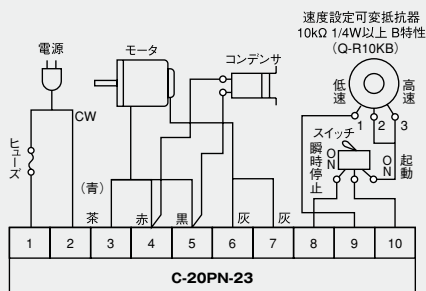 速度設定可変抵抗器
10kΩ 1/4W以上 B特性
(Q-R10KB)
電源
モータ
コンデンサ
低速
高速
CW
1
2
3
スイッチ
ヒューズ
ON
瞬時停止
ON
起動
(青)
茶
赤
黒
灰
灰
1 2 3 4 5 6 7 8 9 10
C-20PN-23